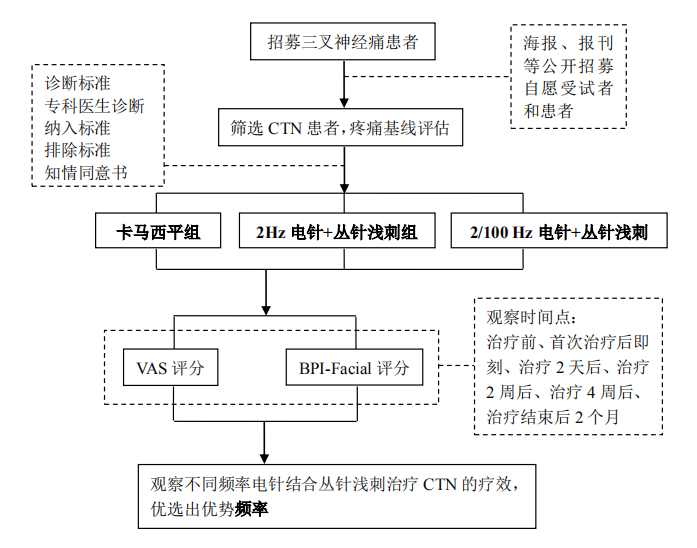 招募三叉神经痛患者
海报、报刊
等公开招募
自愿受试者
和患者
诊断标准
专科医生诊断
纳入标准
排除标准
知情同意书
筛选 CTN 患者，疼痛基线评估
卡马西平组
2Hz 电针+丛针浅刺组
2/100 Hz 电针+丛针浅刺
VAS 评分
BPI-Facial 评分
观察时间点：
治疗前、首次治疗后即
刻、治疗 2 天后、治疗
2 周后、治疗 4 周后、
治疗结束后 2 个月
观察不同频率电针结合丛针浅刺治疗 CTN 的疗效，
优选出优势频率